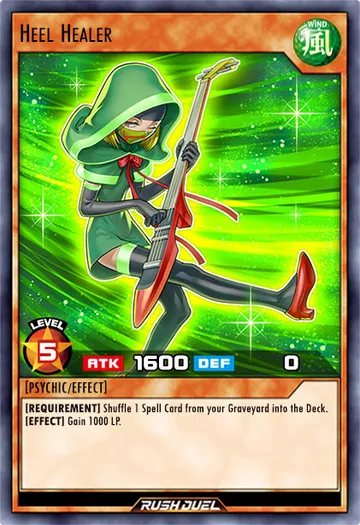 HEEL HEALER
WIND
風
LEVEL
5
ATK 1600 DEF 0
[PSYCHIC/EFFECT]
[REQUIREMENT] Shuffle 1 Spell Card from your Graveyard into the Deck.
[EFFECT] Gain 1000 LP.
RUSH DUEL